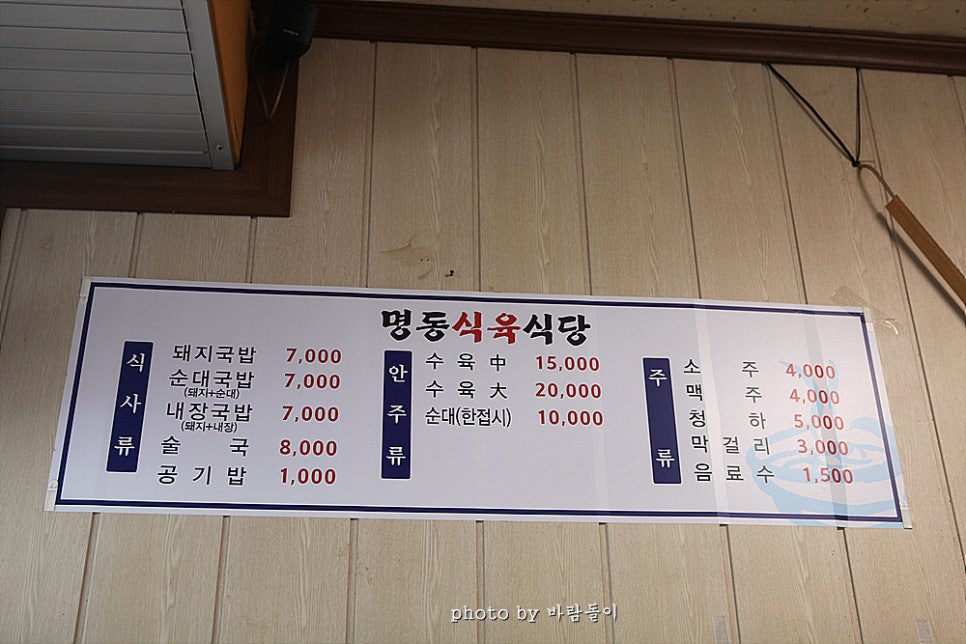 명동식육식당
식사류
돼지국밥 7,000
순대국밥 7,000
(돼지+순대)
내장국밥 7,000
(돼지+내장)
술국 8,000
공기밥 1,000
안주류
수육 中 15,000
수육 大 20,000
순대(한접시) 10,000
주류
소주 4,000
맥주 4,000
청하 5,000
막걸리 3,000
음료수 1,500
photo by 바람돌이